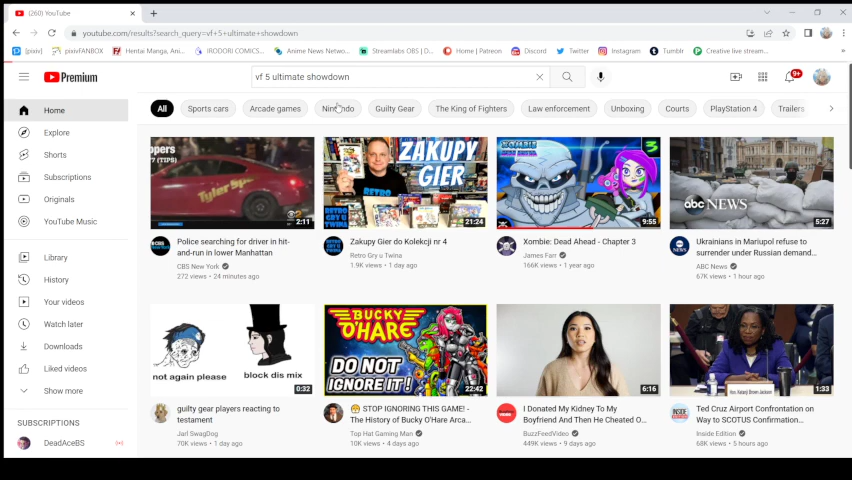 (260) YouTube
youtube.com/results?search_query=vf+5+ultimate+showdown
[pixiv]
pixivFANBOX
Hentai Manga, Ani...
IRODORI COMICS...
Anime News Network...
Streamlabs OBS | D...
Home | Patreon
Discord
Twitter
Instagram
Tumblr
Creative live stream...
Premium
vf 5 ultimate showdown
9+
Home
Explore
Shorts
Subscriptions
Originals
YouTube Music
Library
History
Your videos
Watch later
Downloads
Liked videos
Show more
SUBSCRIPTIONS
DeadAceBS
All
Sports cars
Arcade games
Nintendo
Guilty Gear
The King of Fighters
Law enforcement
Unboxing
Courts
PlayStation 4
Trailers
2:11
Police searching for driver in hit-
and-run in lower Manhattan
CBS New York
272 views • 24 minutes ago
ZAKUPY
GIER
21:24
Zakupy Gier do Kolekcji nr 4
Retro Gry u Twina
1.9K views • 1 day ago
XOMBIE
3
9:55
Xombie: Dead Ahead - Chapter 3
James Farr
166K views • 1 year ago
abc NEWS
5:27
Ukrainians in Mariupol refuse to
surrender under Russian demand...
ABC News
67K views • 1 hour ago
not again please
block dis mix
0:32
guilty gear players reacting to
testament
Jarl SwagDog
70K views • 1 day ago
BUCKY
O'HARE
DO NOT
IGNORE IT!
22:42
😷 STOP IGNORING THIS GAME! -
The History of Bucky O'Hare Arca...
Top Hat Gaming Man
10K views • 4 days ago
6:16
I Donated My Kidney To My
Boyfriend And Then He Cheated O...
BuzzFeedVideo
449K views • 9 days ago
1:33
Ted Cruz Airport Confrontation on
Way to SCOTUS Confirmation...
Inside Edition
68K views • 5 hours ago